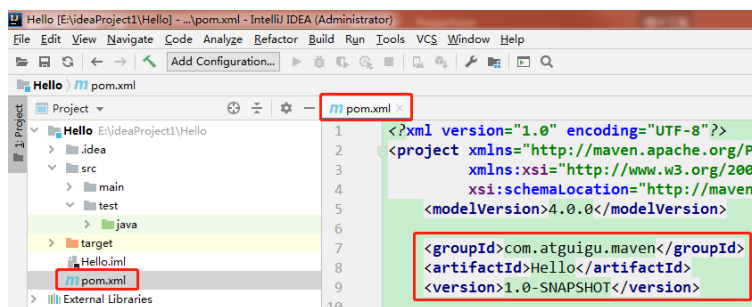 Hello [E:\ideaProject1\Hello] - ...\pom.xml - IntelliJ IDEA (Administrator)
File Edit View Navigate Code Analyze Refactor Build Run Tools VCS Window Help
Add Configuration...
Hello pom.xml
1: Project
Project
pom.xml
Hello E:\ideaProject1\Hello
.idea
src
main
test
java
target
Hello.iml
pom.xml
External Libraries
1 <?xml version="1.0" encoding="UTF-8"?>
2 <project xmlns="http://maven.apache.org/P
3 xmlns:xsi="http://www.w3.org/200
4 xsi:schemaLocation="http://maven
5 <modelVersion>4.0.0</modelVersion>
6
7 <groupId>com.atguigu.maven</groupId>
8 <artifactId>Hello</artifactId>
9 <version>1.0-SNAPSHOT</version>
10